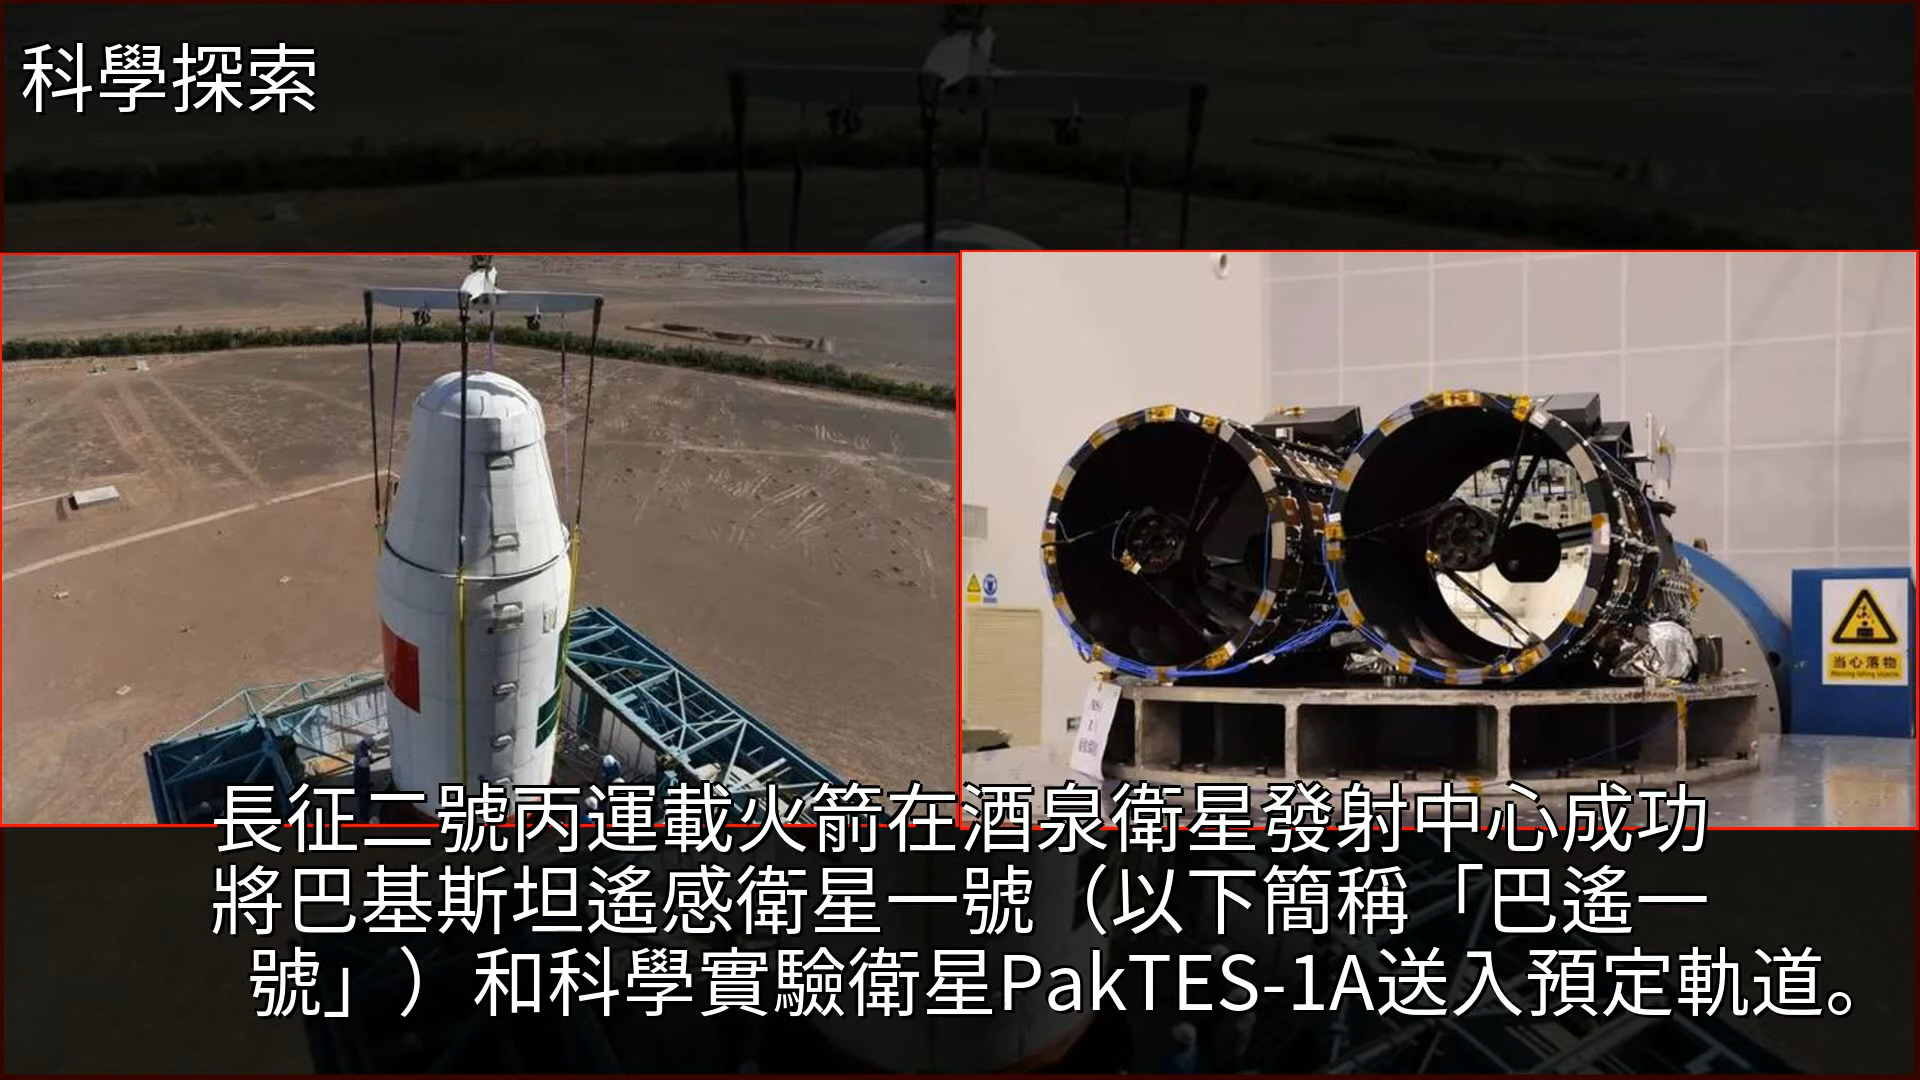 科學探索
当心落物
長征二號丙運載火箭在酒泉衛星發射中心成功
將巴基斯坦遙感衛星一號（以下簡稱「巴遙一
號」）和科學實驗衛星PakTES-1A送入預定軌道。